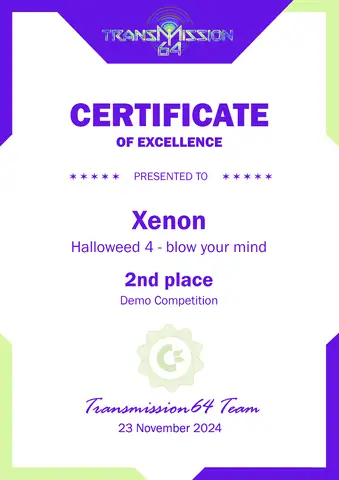 TRANSMISSION
64
CERTIFICATE
OF EXCELLENCE
★★★★★ PRESENTED TO ★★★★★
Xenon
Halloweed 4 - blow your mind
2nd place
Demo Competition
Transmission64 Team
23 November 2024